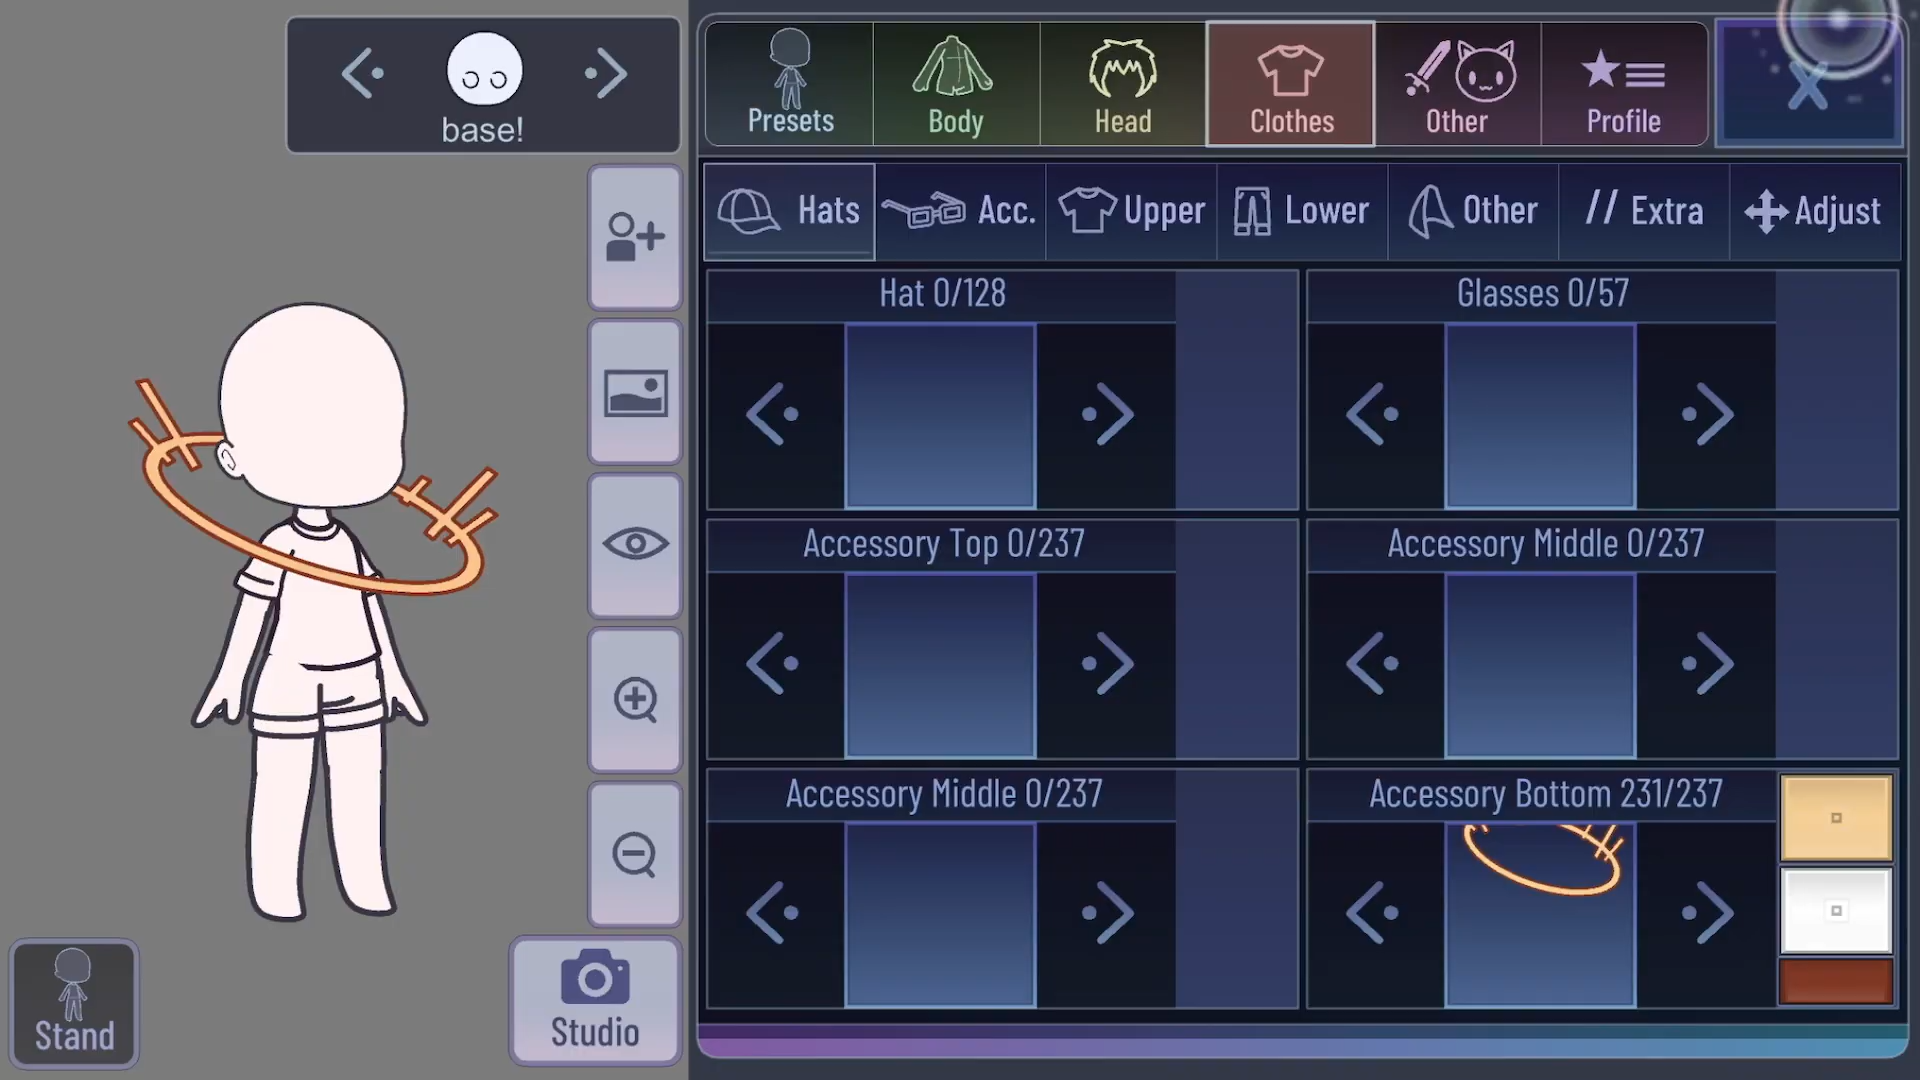 base!
Presets
Body
Head
Clothes
Other
Profile
X
Hats
Acc.
Upper
Lower
Other
// Extra
Adjust
Hat 0/128
Glasses 0/57
Accessory Top 0/237
Accessory Middle 0/237
Accessory Middle 0/237
Accessory Bottom 231/237
Stand
Studio